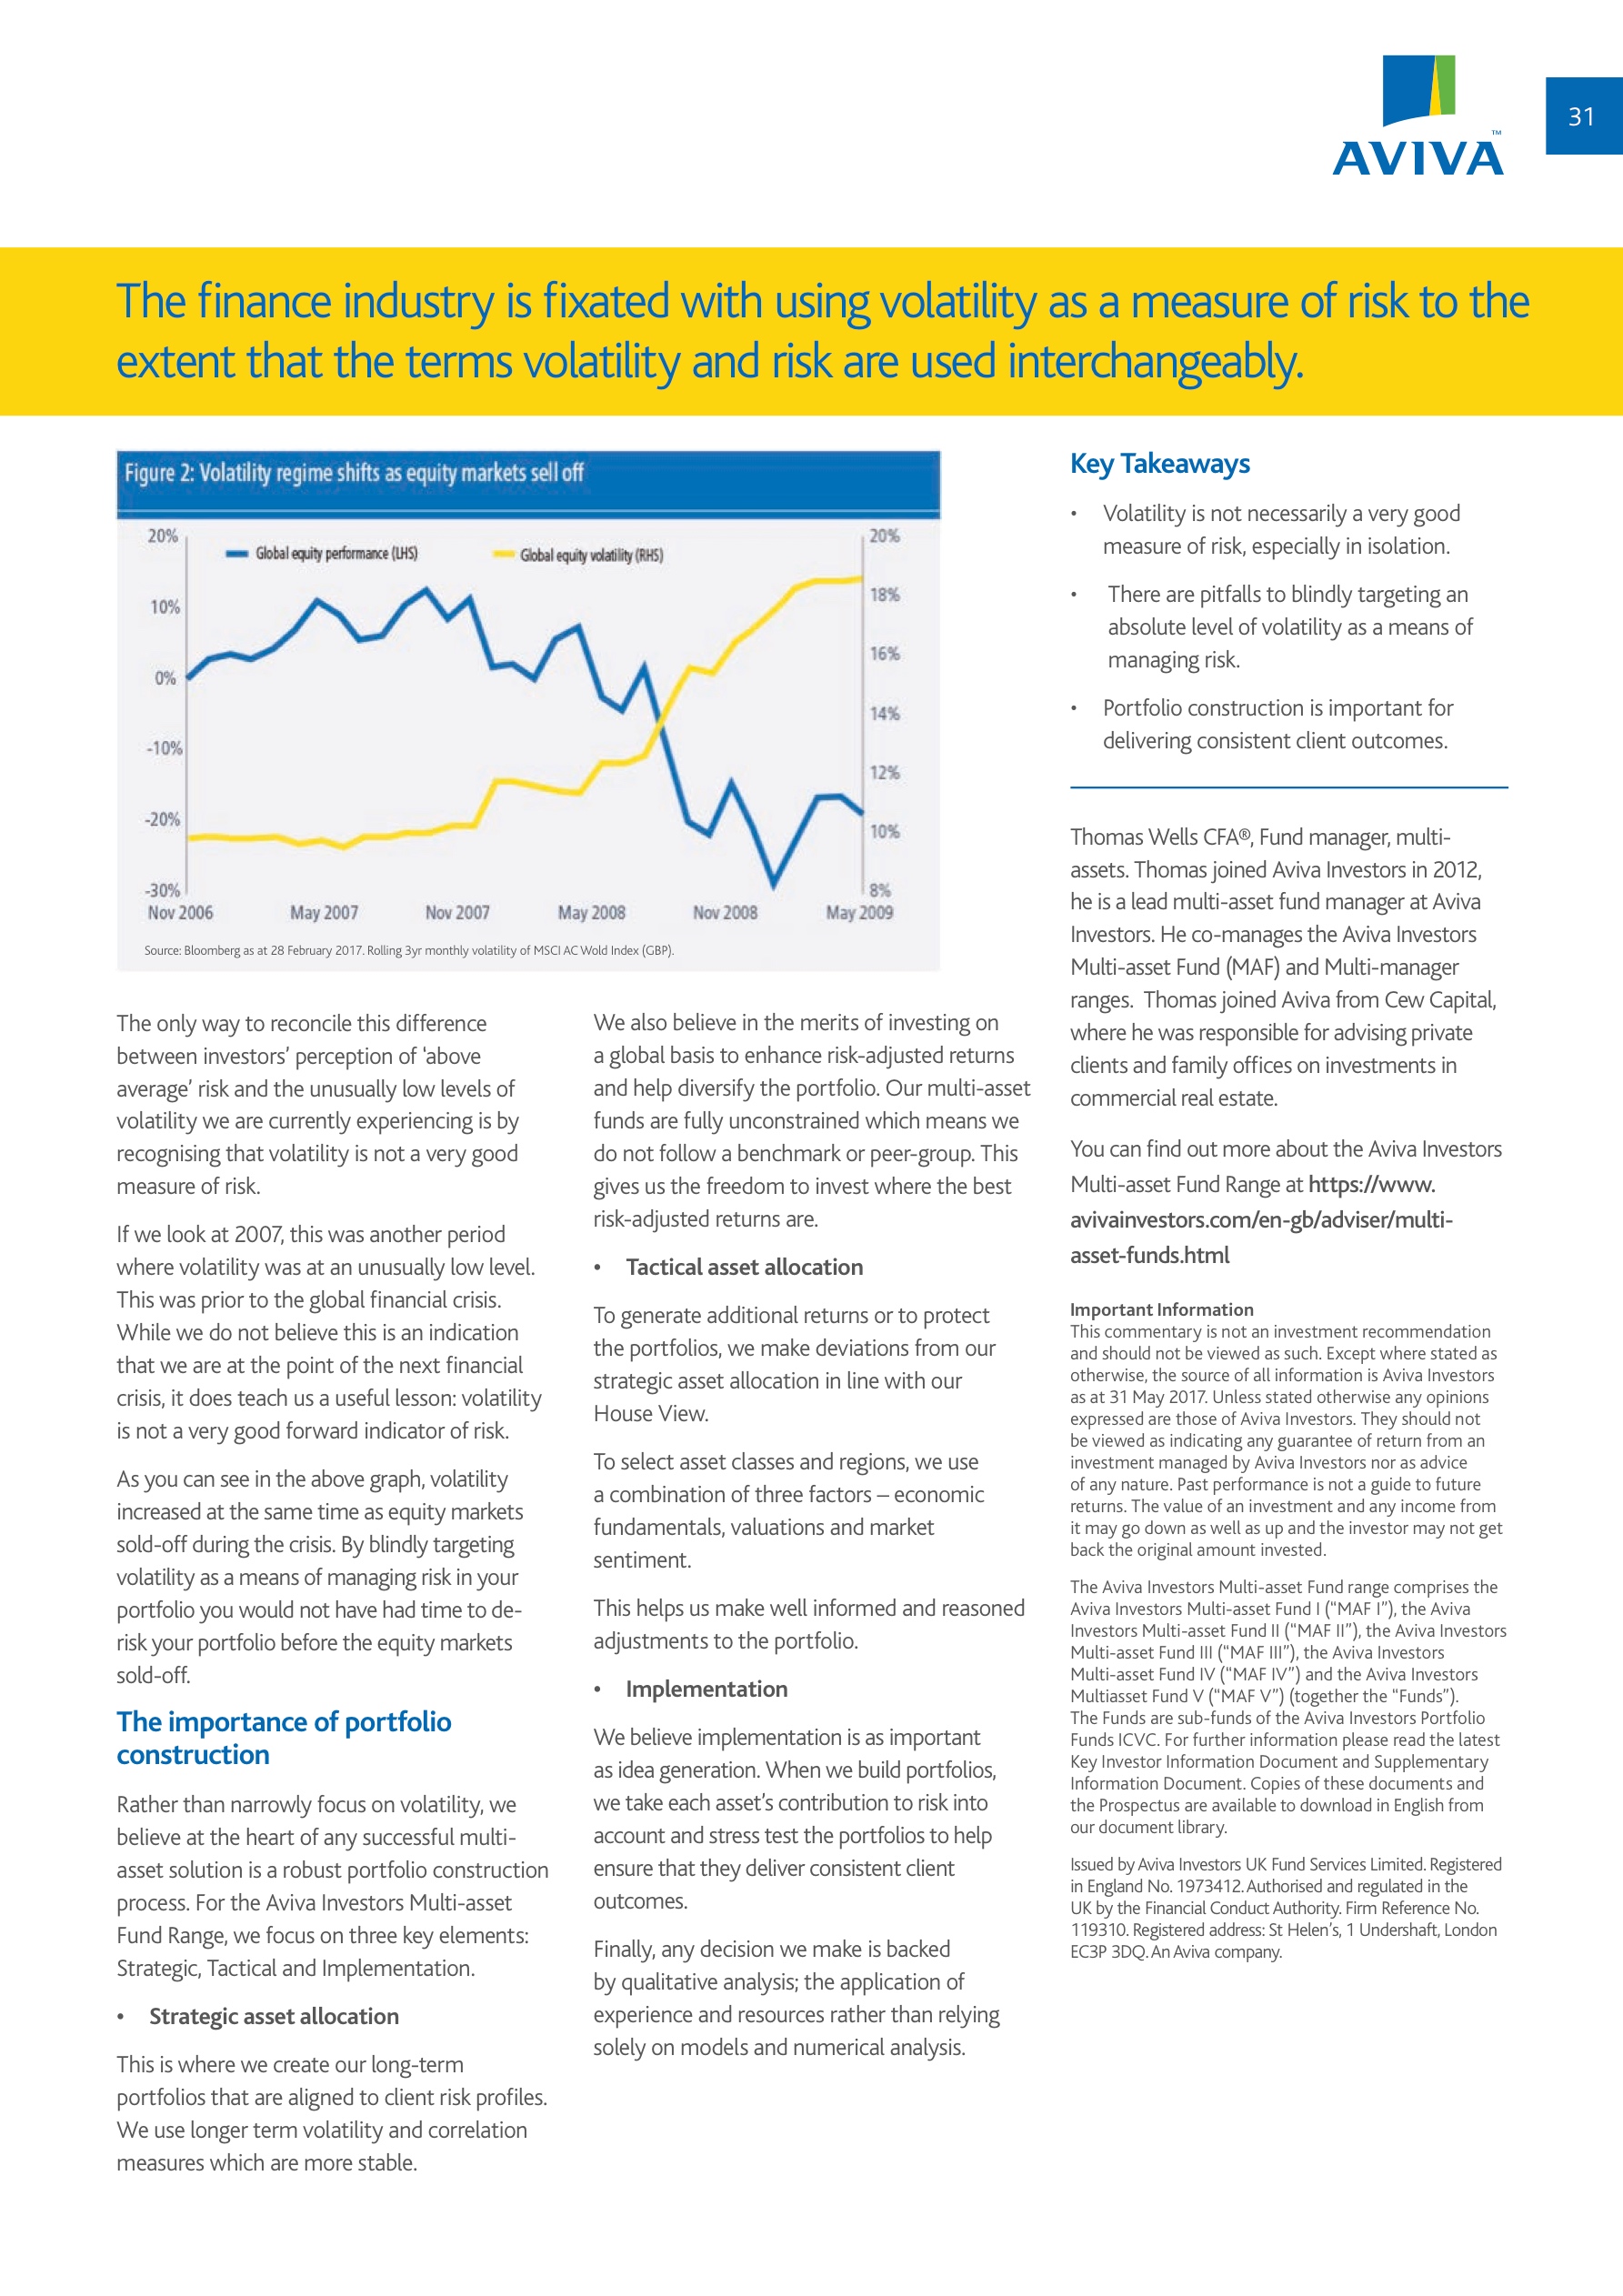 31
AVIVA
™
The finance industry is fixated with using volatility as a measure of risk to the
extent that the terms volatility and risk are used interchangeably.
Figure 2: Volatility regime shifts as equity markets sell off
Global equity performance (LHS)
Global equity volatility (RHS)
20%
10%
0%
-10%
-20%
-30%
20%
18%
16%
14%
12%
10%
8%
Nov 2006
May 2007
Nov 2007
May 2008
Nov 2008
May 2009
Source: Bloomberg as at 28 February 2017. Rolling 3yr monthly volatility of MSCI AC Wold Index (GBP).
The only way to reconcile this difference
between investors’ perception of ‘above
average’ risk and the unusually low levels of
volatility we are currently experiencing is by
recognising that volatility is not a very good
measure of risk.
If we look at 2007, this was another period
where volatility was at an unusually low level.
This was prior to the global financial crisis.
While we do not believe this is an indication
that we are at the point of the next financial
crisis, it does teach us a useful lesson: volatility
is not a very good forward indicator of risk.
As you can see in the above graph, volatility
increased at the same time as equity markets
sold-off during the crisis. By blindly targeting
volatility as a means of managing risk in your
portfolio you would not have had time to de-
risk your portfolio before the equity markets
sold-off.
The importance of portfolio
construction
Rather than narrowly focus on volatility, we
believe at the heart of any successful multi-
asset solution is a robust portfolio construction
process. For the Aviva Investors Multi-asset
Fund Range, we focus on three key elements:
Strategic, Tactical and Implementation.
• Strategic asset allocation
This is where we create our long-term
portfolios that are aligned to client risk profiles.
We use longer term volatility and correlation
measures which are more stable.
We also believe in the merits of investing on
a global basis to enhance risk-adjusted returns
and help diversify the portfolio. Our multi-asset
funds are fully unconstrained which means we
do not follow a benchmark or peer-group. This
gives us the freedom to invest where the best
risk-adjusted returns are.
• Tactical asset allocation
To generate additional returns or to protect
the portfolios, we make deviations from our
strategic asset allocation in line with our
House View.
To select asset classes and regions, we use
a combination of three factors – economic
fundamentals, valuations and market
sentiment.
This helps us make well informed and reasoned
adjustments to the portfolio.
• Implementation
We believe implementation is as important
as idea generation. When we build portfolios,
we take each asset’s contribution to risk into
account and stress test the portfolios to help
ensure that they deliver consistent client
outcomes.
Finally, any decision we make is backed
by qualitative analysis; the application of
experience and resources rather than relying
solely on models and numerical analysis.
Key Takeaways
• Volatility is not necessarily a very good
measure of risk, especially in isolation.
• There are pitfalls to blindly targeting an
absolute level of volatility as a means of
managing risk.
• Portfolio construction is important for
delivering consistent client outcomes.
Thomas Wells CFA®, Fund manager, multi-
assets. Thomas joined Aviva Investors in 2012,
he is a lead multi-asset fund manager at Aviva
Investors. He co-manages the Aviva Investors
Multi-asset Fund (MAF) and Multi-manager
ranges. Thomas joined Aviva from Cew Capital,
where he was responsible for advising private
clients and family offices on investments in
commercial real estate.
You can find out more about the Aviva Investors
Multi-asset Fund Range at https://www.
avivainvestors.com/en-gb/adviser/multi-
asset-funds.html
Important Information
This commentary is not an investment recommendation
and should not be viewed as such. Except where stated as
otherwise, the source of all information is Aviva Investors
as at 31 May 2017. Unless stated otherwise any opinions
expressed are those of Aviva Investors. They should not
be viewed as indicating any guarantee of return from an
investment managed by Aviva Investors nor as advice
of any nature. Past performance is not a guide to future
returns. The value of an investment and any income from
it may go down as well as up and the investor may not get
back the original amount invested.
The Aviva Investors Multi-asset Fund range comprises the
Aviva Investors Multi-asset Fund I (“MAF I”), the Aviva
Investors Multi-asset Fund II (“MAF II”), the Aviva Investors
Multi-asset Fund III (“MAF III”), the Aviva Investors
Multi-asset Fund IV (“MAF IV”) and the Aviva Investors
Multiasset Fund V (“MAF V”) (together the “Funds”).
The Funds are sub-funds of the Aviva Investors Portfolio
Funds ICVC. For further information please read the latest
Key Investor Information Document and Supplementary
Information Document. Copies of these documents and
the Prospectus are available to download in English from
our document library.
Issued by Aviva Investors UK Fund Services Limited. Registered
in England No. 1973412. Authorised and regulated in the
UK by the Financial Conduct Authority. Firm Reference No.
119310. Registered address: St Helen’s, 1 Undershaft, London
EC3P 3DQ. An Aviva company.